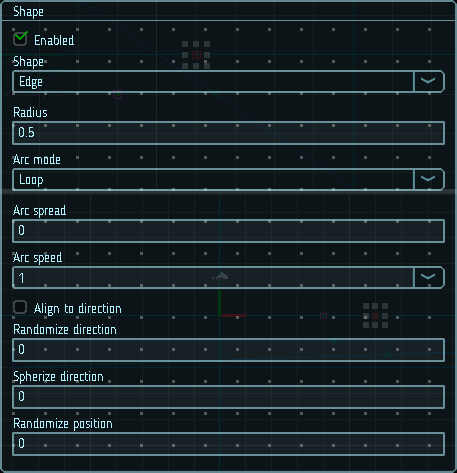 Shape
Enabled
Shape
Edge
Radius
0.5
Arc mode
Loop
Arc spread
0
Arc speed
1
Align to direction
Randomize direction
0
Spherize direction
0
Randomize position
0